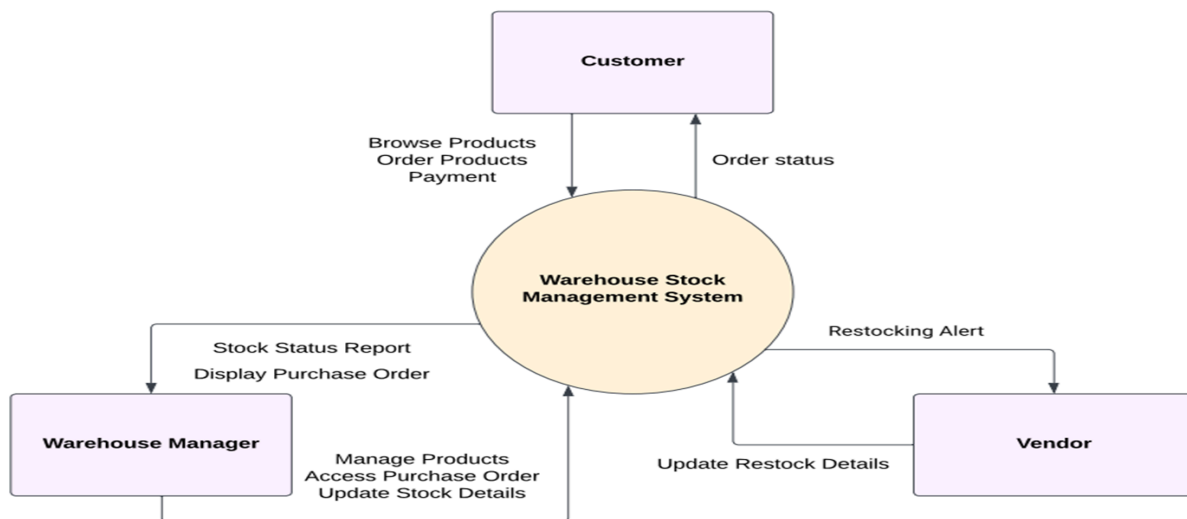 Customer
Browse Products
Order Products
Payment
Order status
Warehouse Stock
Management System
Stock Status Report
Display Purchase Order
Restocking Alert
Warehouse Manager
Manage Products
Access Purchase Order
Update Stock Details
Update Restock Details
Vendor